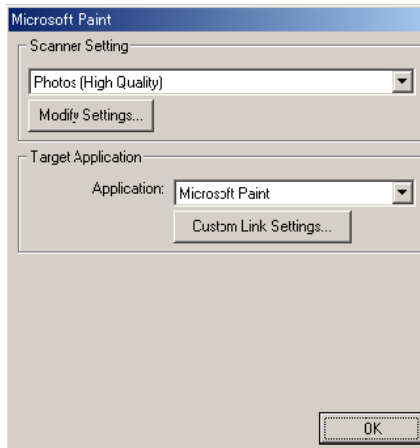 Microsoft Paint
Scanner Setting
Photos (High Quality)
Modify Settings...
Target Application
Application: Microsoft Paint
Custom Link Settings...
OK